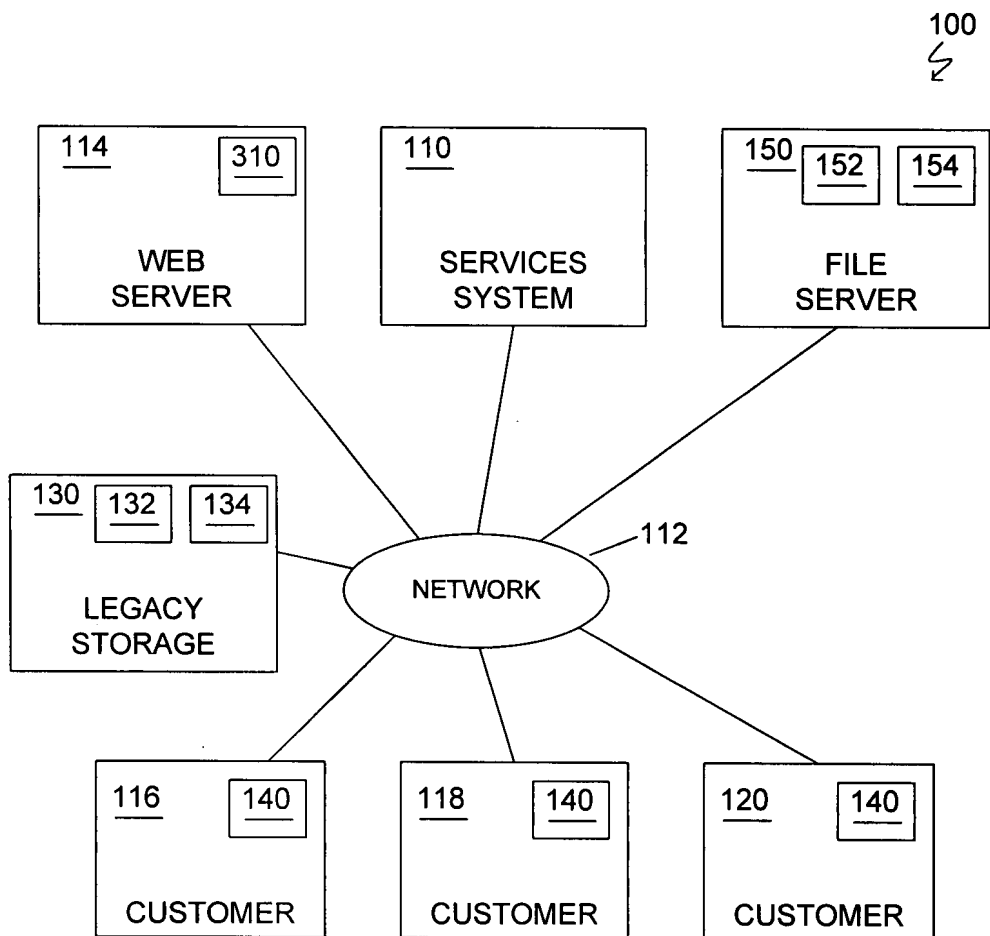 100
114
310
WEB
SERVER
110
SERVICES
SYSTEM
150
152
154
FILE
SERVER
130
132
134
LEGACY
STORAGE
NETWORK
112
116
140
CUSTOMER
118
140
CUSTOMER
120
140
CUSTOMER